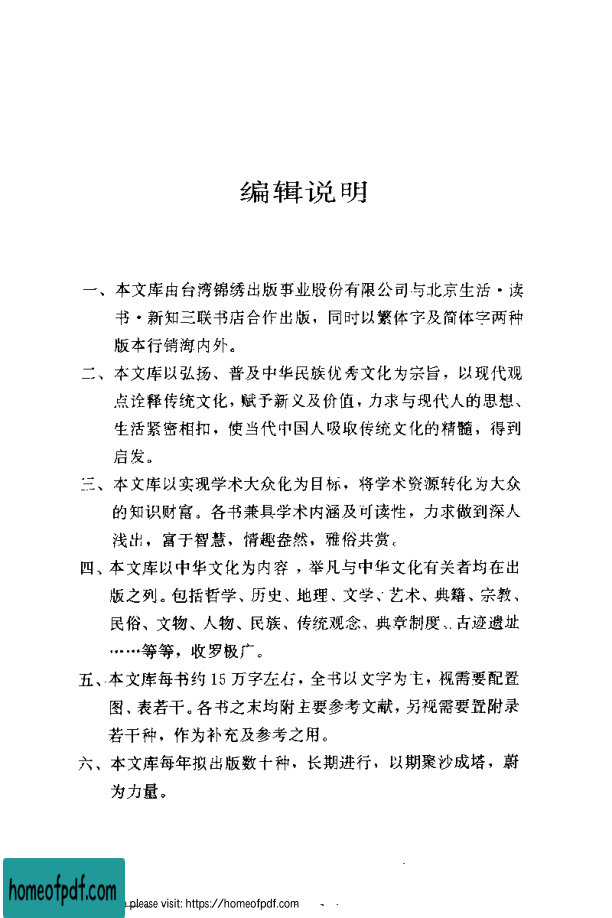 编辑说明
一、本文库由台湾锦绣出版事业股份有限公司与北京生活·读
书·新知三联书店合作出版，同时以繁体字及简体字两种
版本行销海内外。
二、本文库以弘扬、普及中华民族优秀文化为宗旨，以现代观
点诠释传统文化，赋予新义及价值，力求与现代人的思想、
生活紧密相扣，使当代中国人吸取传统文化的精髓，得到
启发。
三、本文库以实现学术大众化为目标，将学术资源转化为大众
的知识财富。各书兼具学术内涵及可读性，力求做到深入
浅出，富于智慧，情趣盎然，雅俗共赏。
四、本文库以中华文化为内容，举凡与中华文化有关者均在出
版之列。包括哲学、历史、地理、文学、艺术、典籍、宗教、
民俗、文物、人物、民族、传统观念、典章制度、古迹遗址
……等等，收罗极广。
五、本文库每书约15万字左右，全书以文字为主，视需要配置
图、表若干。各书之末均附主要参考文献，另视需要置附录
若干种，作为补充及参考之用。
六、本文库每年拟出版数十种，长期进行，以期聚沙成塔，蔚
为力量。
homeofpdf.com
please visit: https://homeofpdf.com